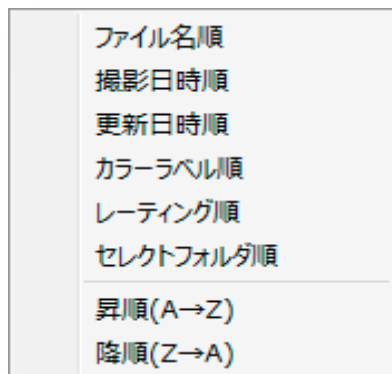 ファイル名順
撮影日時順
更新日時順
カラーラベル順
レーティング順
セレクトフォルダ順
昇順(A→Z)
降順(Z→A)